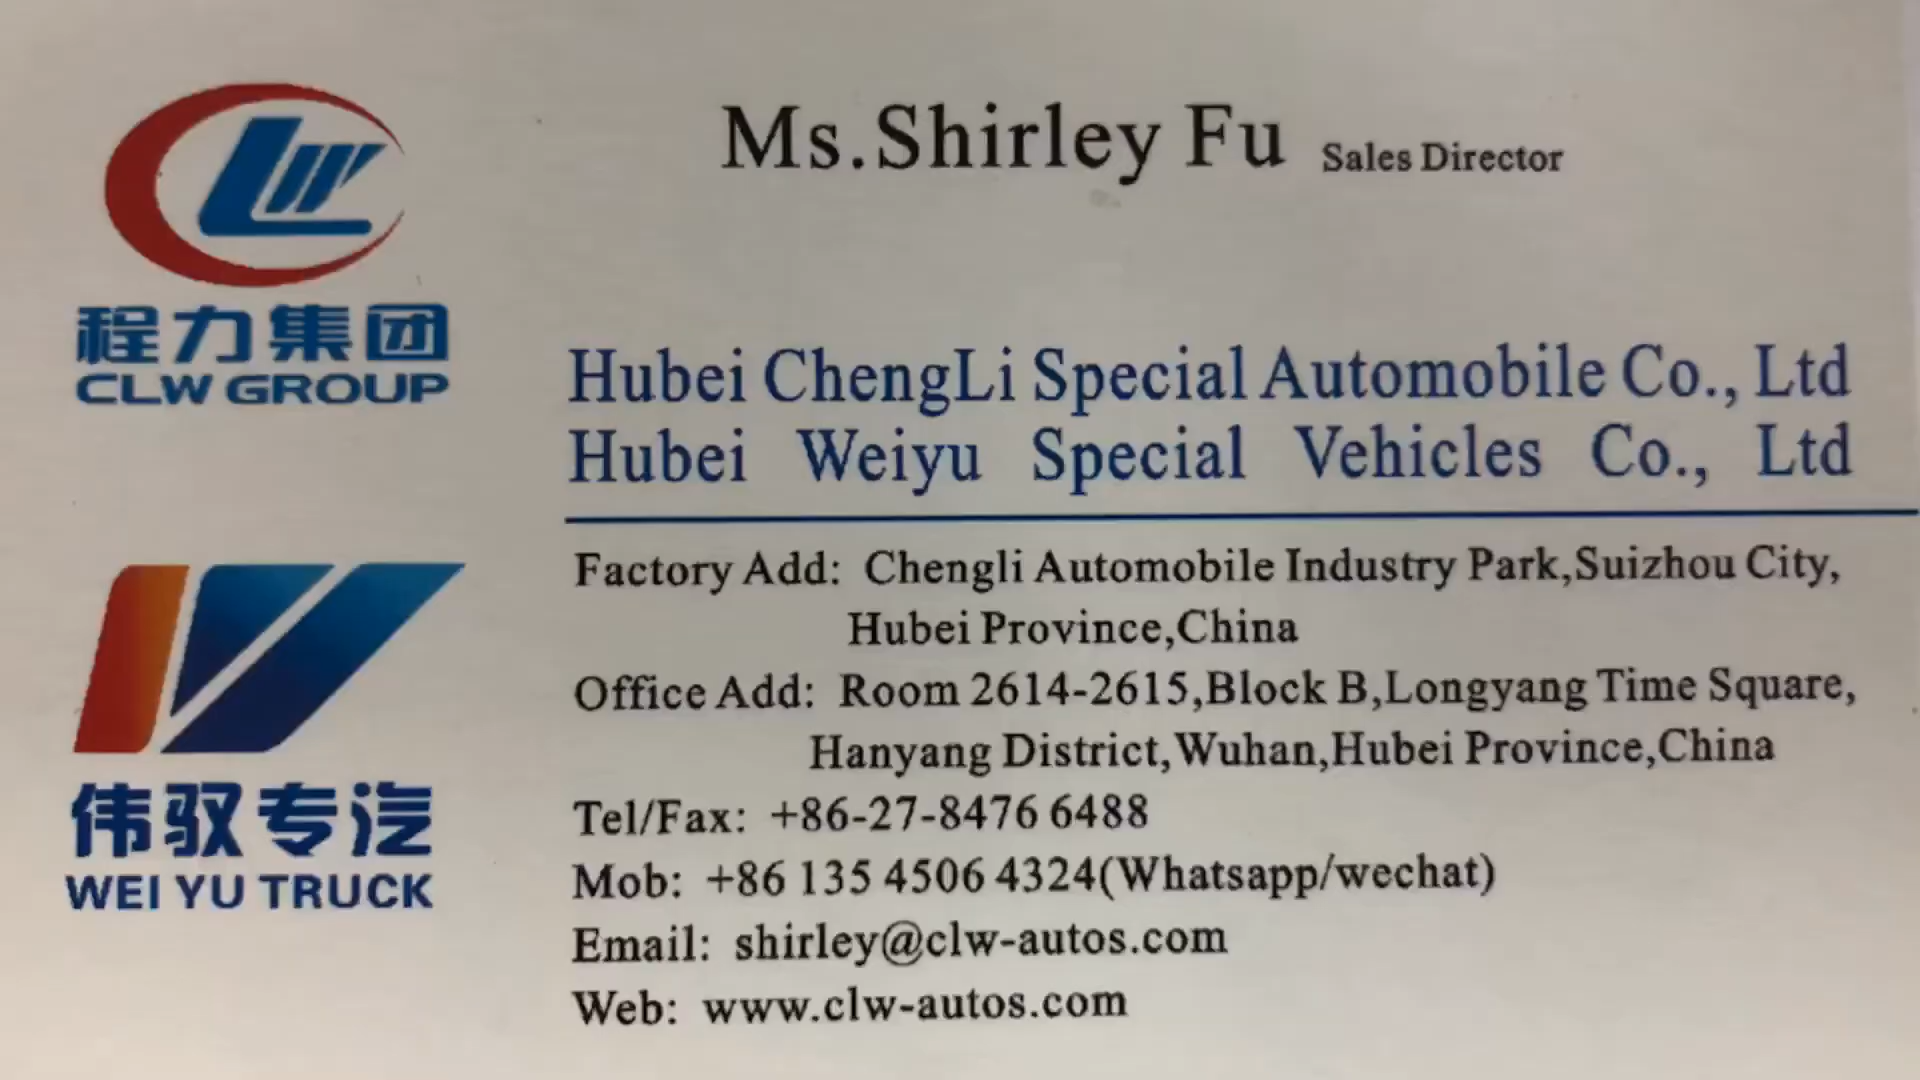 程力集团
CLW GROUP
Ms.Shirley Fu Sales Director
Hubei ChengLi Special Automobile Co., Ltd
Hubei Weiyu Special Vehicles Co., Ltd
伟驭专汽
WEI YU TRUCK
Factory Add: Chengli Automobile Industry Park,Suizhou City,
Hubei Province,China
Office Add: Room 2614-2615,Block B,Longyang Time Square,
Hanyang District,Wuhan,Hubei Province,China
Tel/Fax: +86-27-8476 6488
Mob: +86 135 4506 4324(Whatsapp/wechat)
Email: shirley@clw-autos.com
Web: www.clw-autos.com